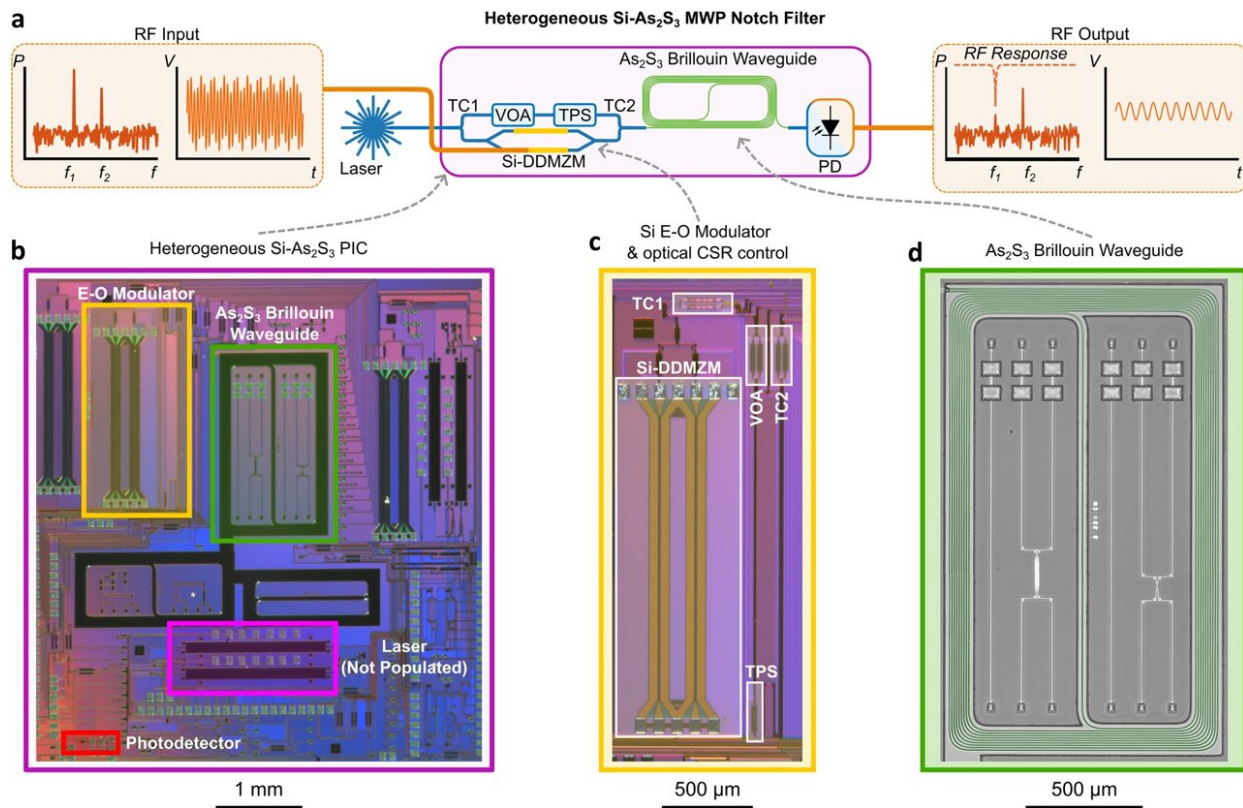 a
Heterogeneous Si-As₂S₃ MWP Notch Filter
RF Input
P
V
f₁ f₂ f
t
Laser
TC1
VOA
TPS
TC2
Si-DDMZM
As₂S₃ Brillouin Waveguide
PD
RF Output
P
RF Response
V
f₁ f₂ f
t
b
Heterogeneous Si-As₂S₃ PIC
E-O Modulator
As₂S₃ Brillouin
Waveguide
Laser
(Not Populated)
Photodetector
1 mm
c
Si E-O Modulator
& optical CSR control
TC1
Si-DDMZM
VOA
TC2
TPS
500 µm
d
As₂S₃ Brillouin Waveguide
500 µm